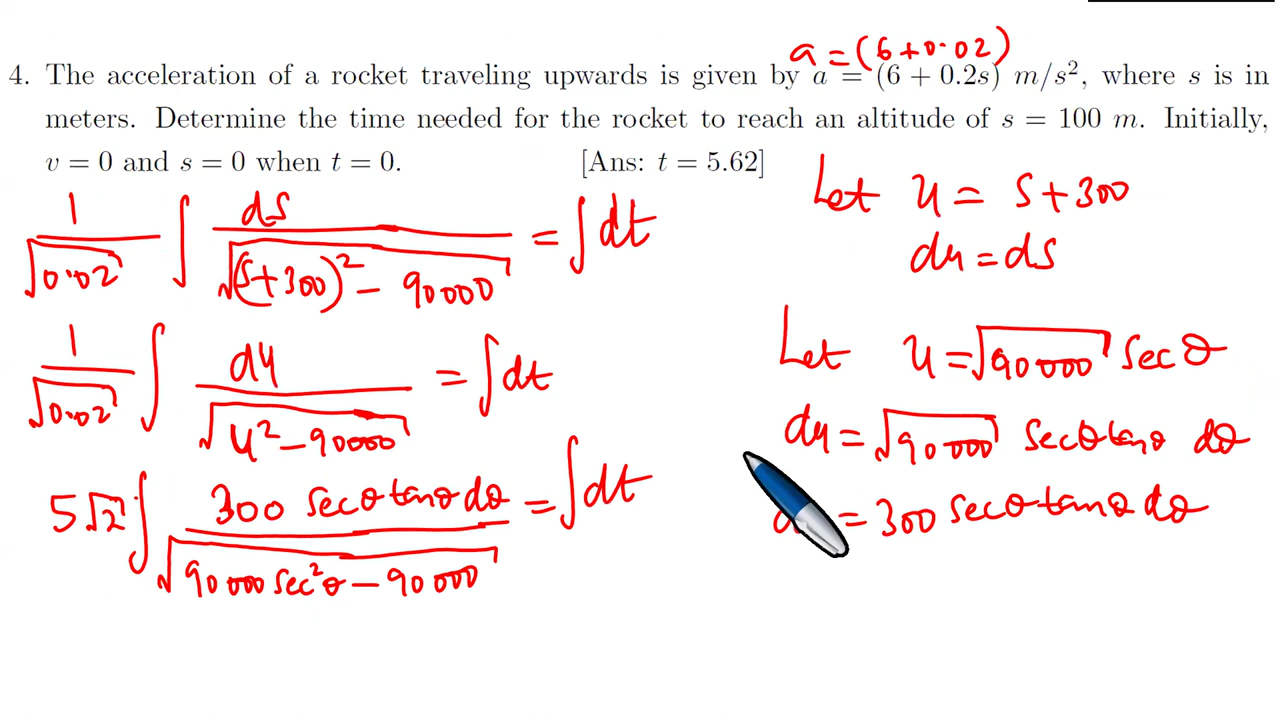 a = (6+0.02)
4. The acceleration of a rocket traveling upwards is given by a = (6 + 0.2s) m/s², where s is in
meters. Determine the time needed for the rocket to reach an altitude of s = 100 m. Initially,
v = 0 and s = 0 when t = 0. [Ans: t = 5.62]
1/√0.02 ∫ ds/√((s+300)² − 90000) = ∫dt
1/√0.02 ∫ du/√(u² − 90000) = ∫dt
5√2 ∫ 300 secθ tanθ dθ/√(90000 sec²θ − 90000) = ∫dt
Let u = s+300
du = ds
Let u = √90000 secθ
du = √90000 secθ tanθ dθ
= 300 secθ tanθ dθ